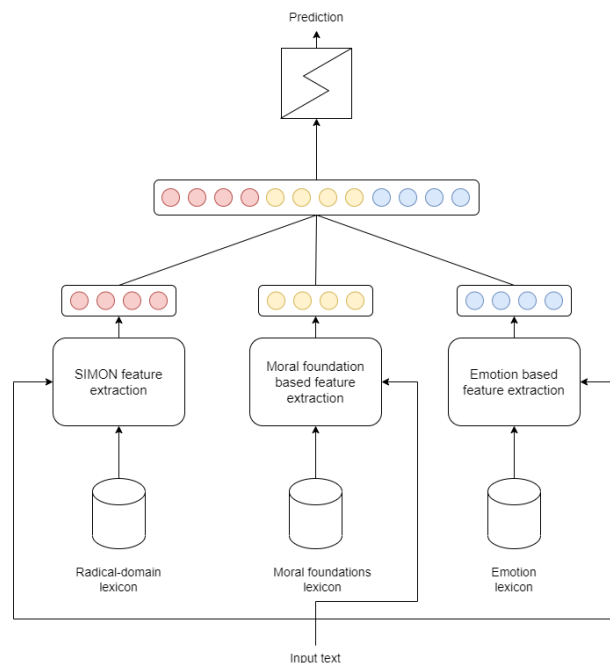 Prediction
SIMON feature
extraction
Moral foundation
based feature
extraction
Emotion based
feature extraction
Radical-domain
lexicon
Moral foundations
lexicon
Emotion
lexicon
Input text